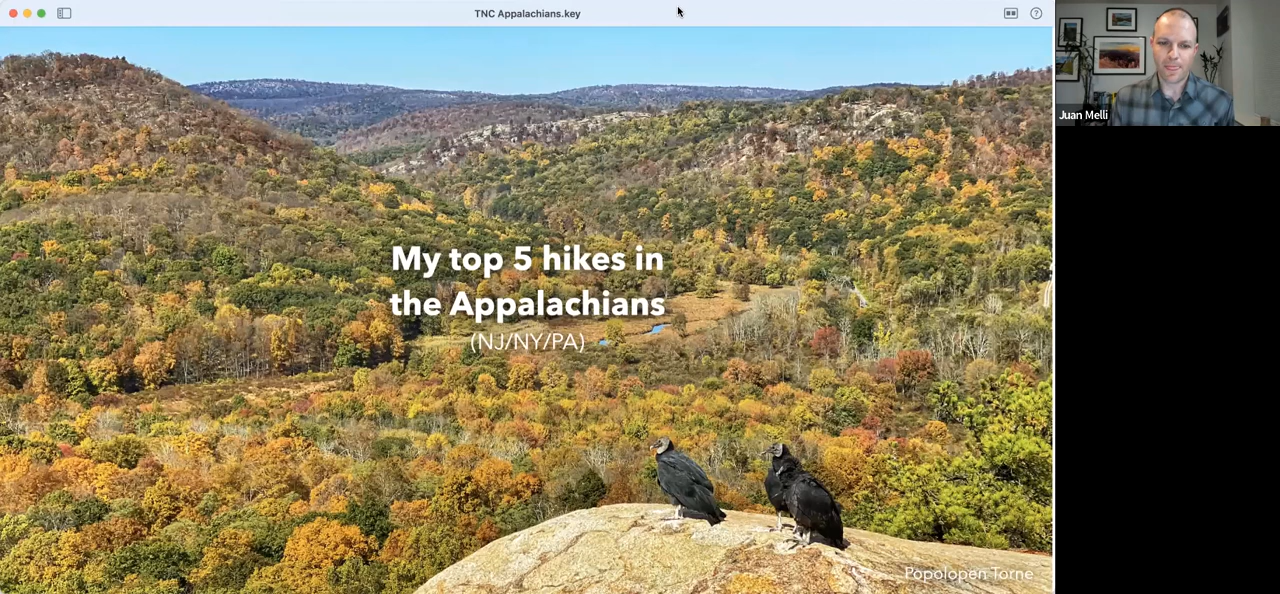 TNC Appalachians.key
My top 5 hikes in
the Appalachians
(NJ/NY/PA)
Popolopen Torne
Juan Melli